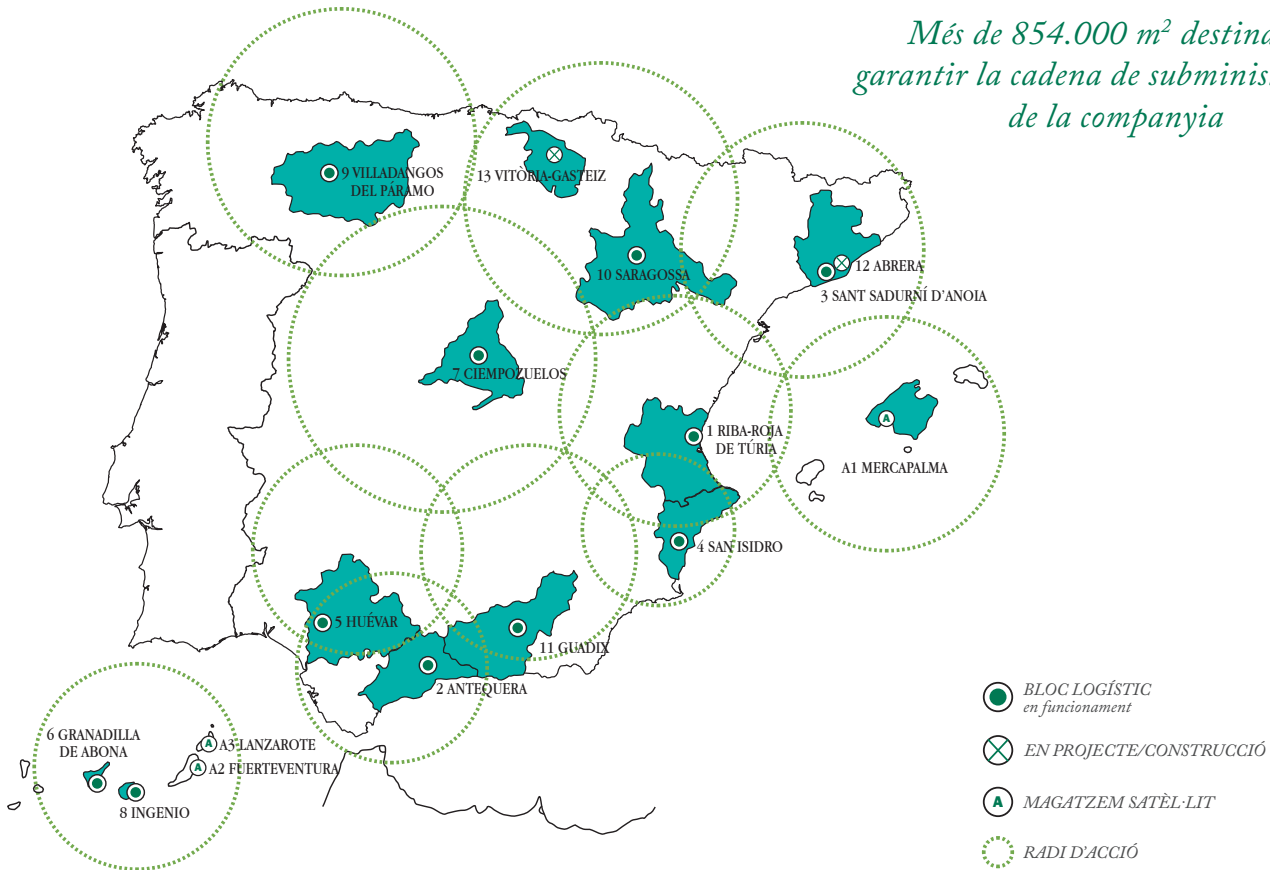 Més de 854.000 m²
garantir la cadena de
de la companyia
9 VILLADANGOS
DEL PÁRAMO
13 VITÒRIA-GASTEIZ
10 SARAGOSSA
12 ABRERA
3 SANT SADURNÍ D'ANOIA
7 CIEMPOZUELOS
1 RIBA-ROJA
DE TÚRIA
A1 MERCAPALMA
4 SAN ISIDRO
5 HUÉVAR
11 GUADIX
2 ANTEQUERA
6 GRANADILLA
DE ABONA
A3 LANZAROTE
A2 FUERTEVENTURA
8 INGENIO
A
A
A
BLOC LOGÍSTIC
en funcionament
EN PROJECTE/CONSTRUCCIÓ
A MAGATZEM SATÈL·LIT
RADI D'ACCIÓ